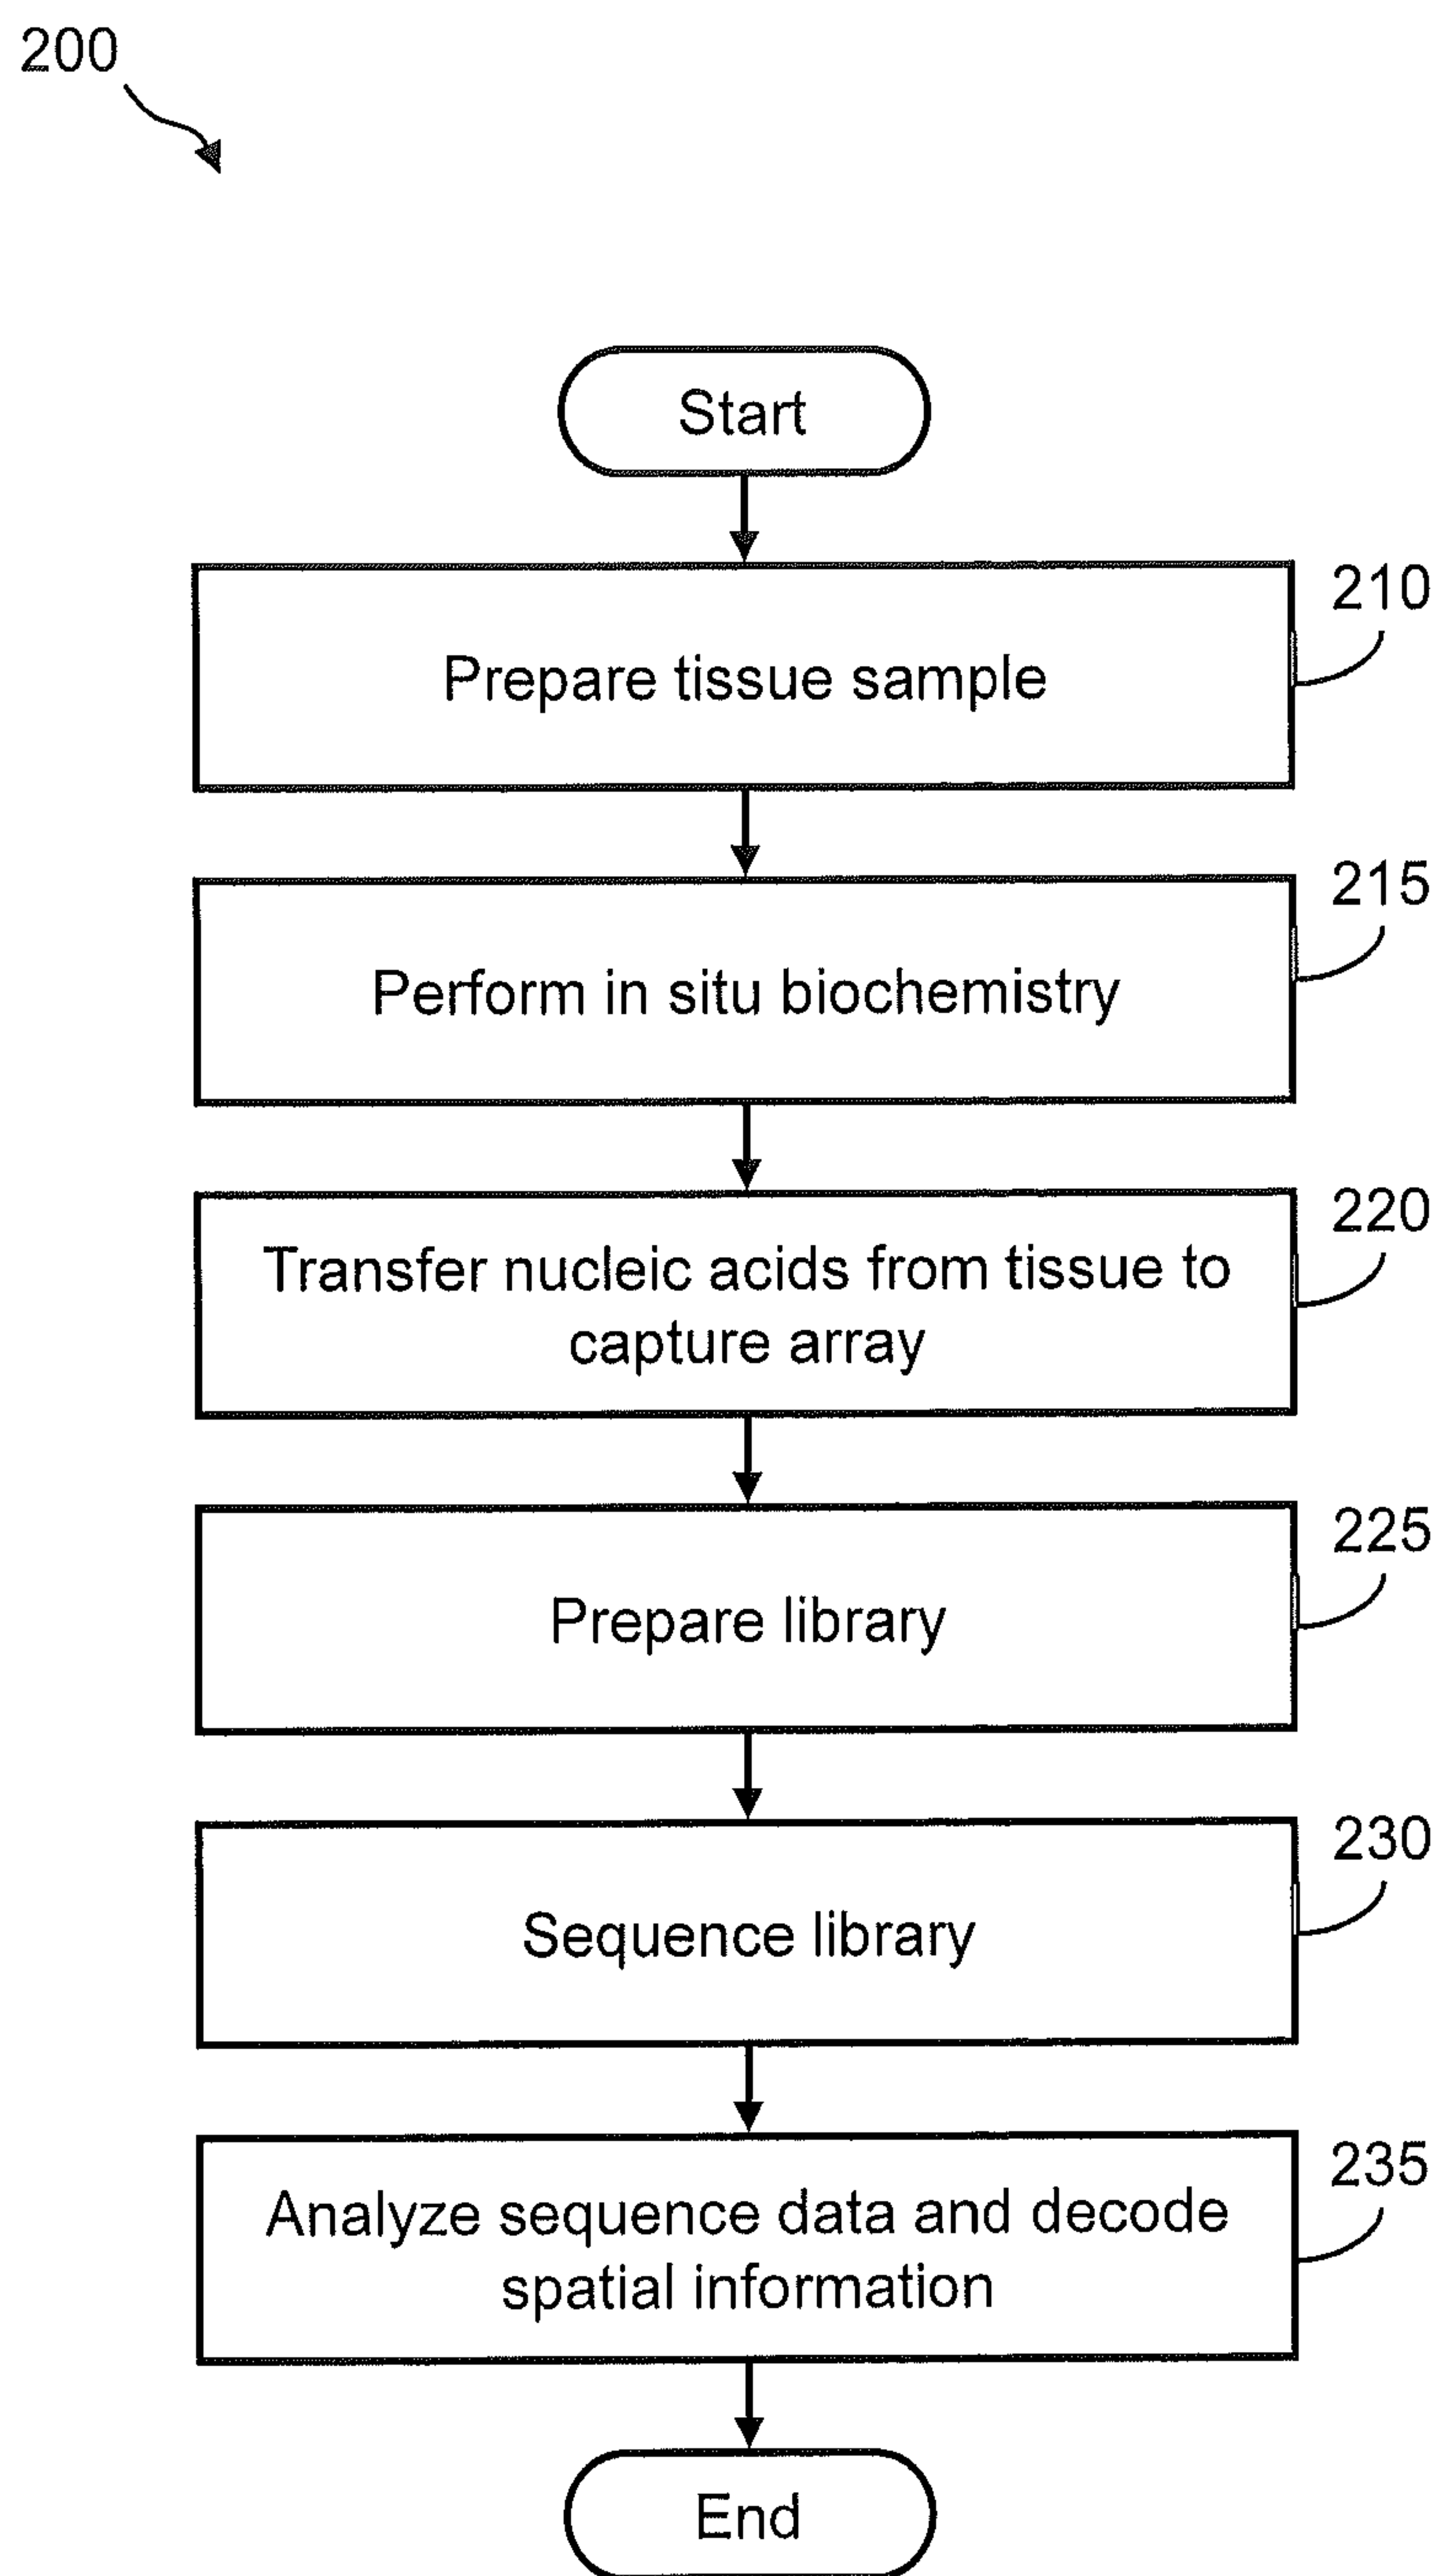 200
Start
210
Prepare tissue sample
215
Perform in situ biochemistry
220
Transfer nucleic acids from tissue to
capture array
225
Prepare library
230
Sequence library
235
Analyze sequence data and decode
spatial information
End